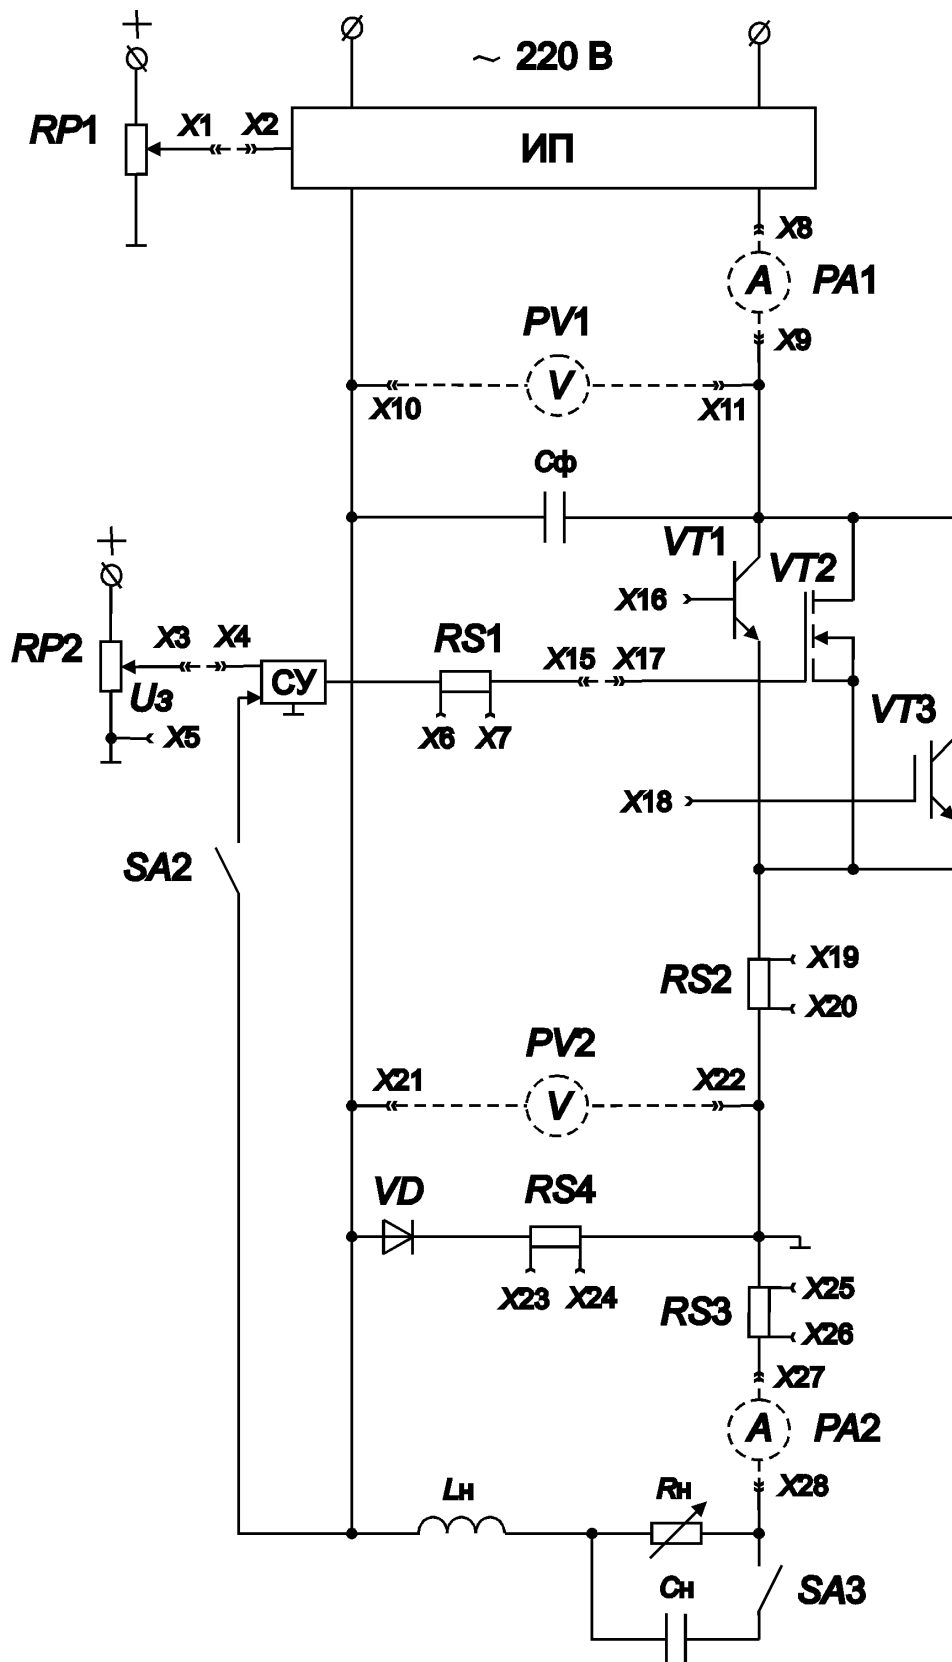 ~ 220 В
RP1
X1
X2
ИП
X8
A
PA1
PV1
X9
V
X10
X11
Cф
VT1
VT2
X16
RS1
X3
X4
X15
X17
RP2
СУ
Uз
X5
X6
X7
VT3
X18
SA2
X19
RS2
X20
PV2
X21
X22
V
VD
RS4
X23
X24
X25
RS3
X26
X27
A
PA2
X28
Lн
Rн
Cн
SA3